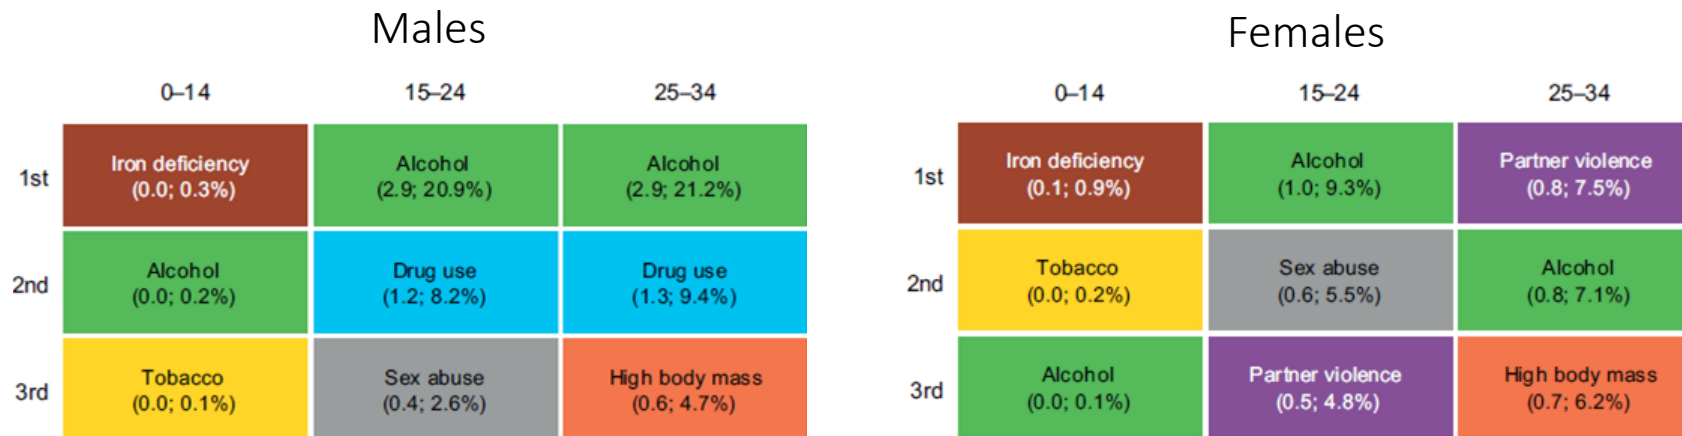 Males
0–14
15–24
25–34
1st
Iron deficiency
(0.0; 0.3%)
Alcohol
(2.9; 20.9%)
Alcohol
(2.9; 21.2%)
2nd
Alcohol
(0.0; 0.2%)
Drug use
(1.2; 8.2%)
Drug use
(1.3; 9.4%)
3rd
Tobacco
(0.0; 0.1%)
Sex abuse
(0.4; 2.6%)
High body mass
(0.6; 4.7%)
Females
0–14
15–24
25–34
1st
Iron deficiency
(0.1; 0.9%)
Alcohol
(1.0; 9.3%)
Partner violence
(0.8; 7.5%)
2nd
Tobacco
(0.0; 0.2%)
Sex abuse
(0.6; 5.5%)
Alcohol
(0.8; 7.1%)
3rd
Alcohol
(0.0; 0.1%)
Partner violence
(0.5; 4.8%)
High body mass
(0.7; 6.2%)